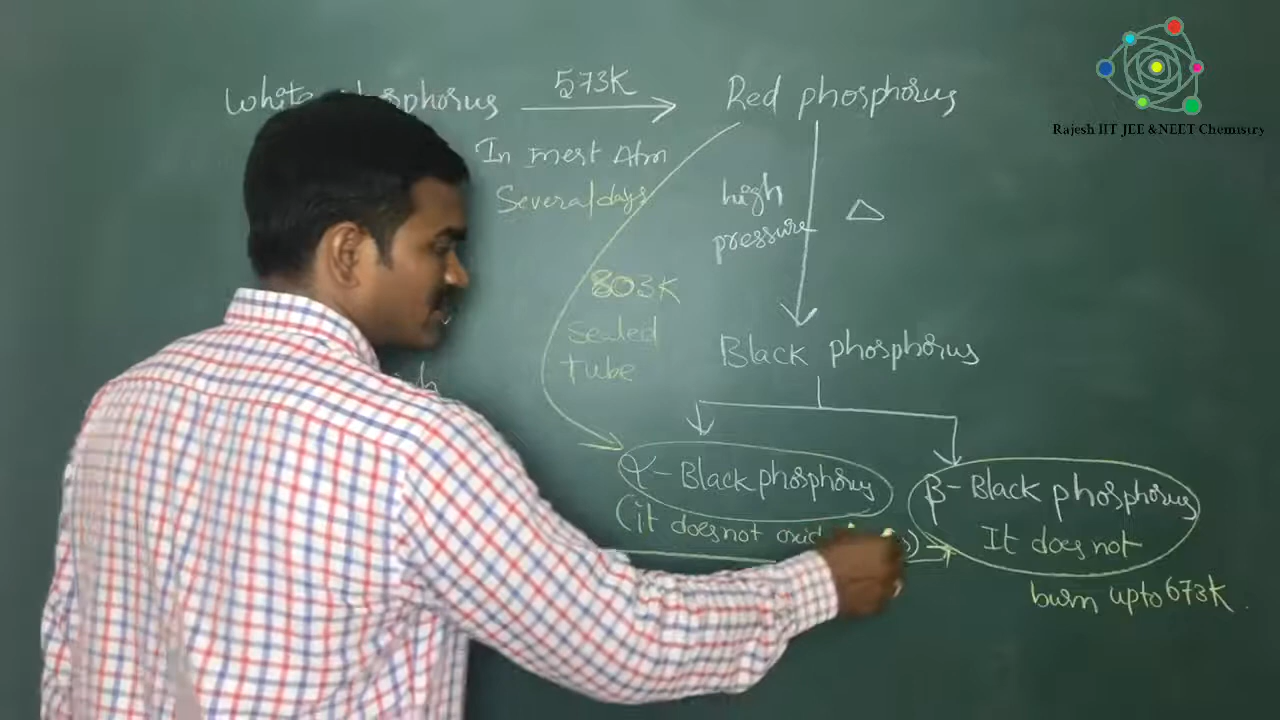 phosphorus
573K
Red phosphorus
Rajesh IIT JEE &NEET Chemistry
In inert Atm
Several days
high
pressure
△
803K
sealed
tube
Black phosphorus
α-Black phosphorus
(it does not
β-Black phosphorus
It does not
burn upto 673K